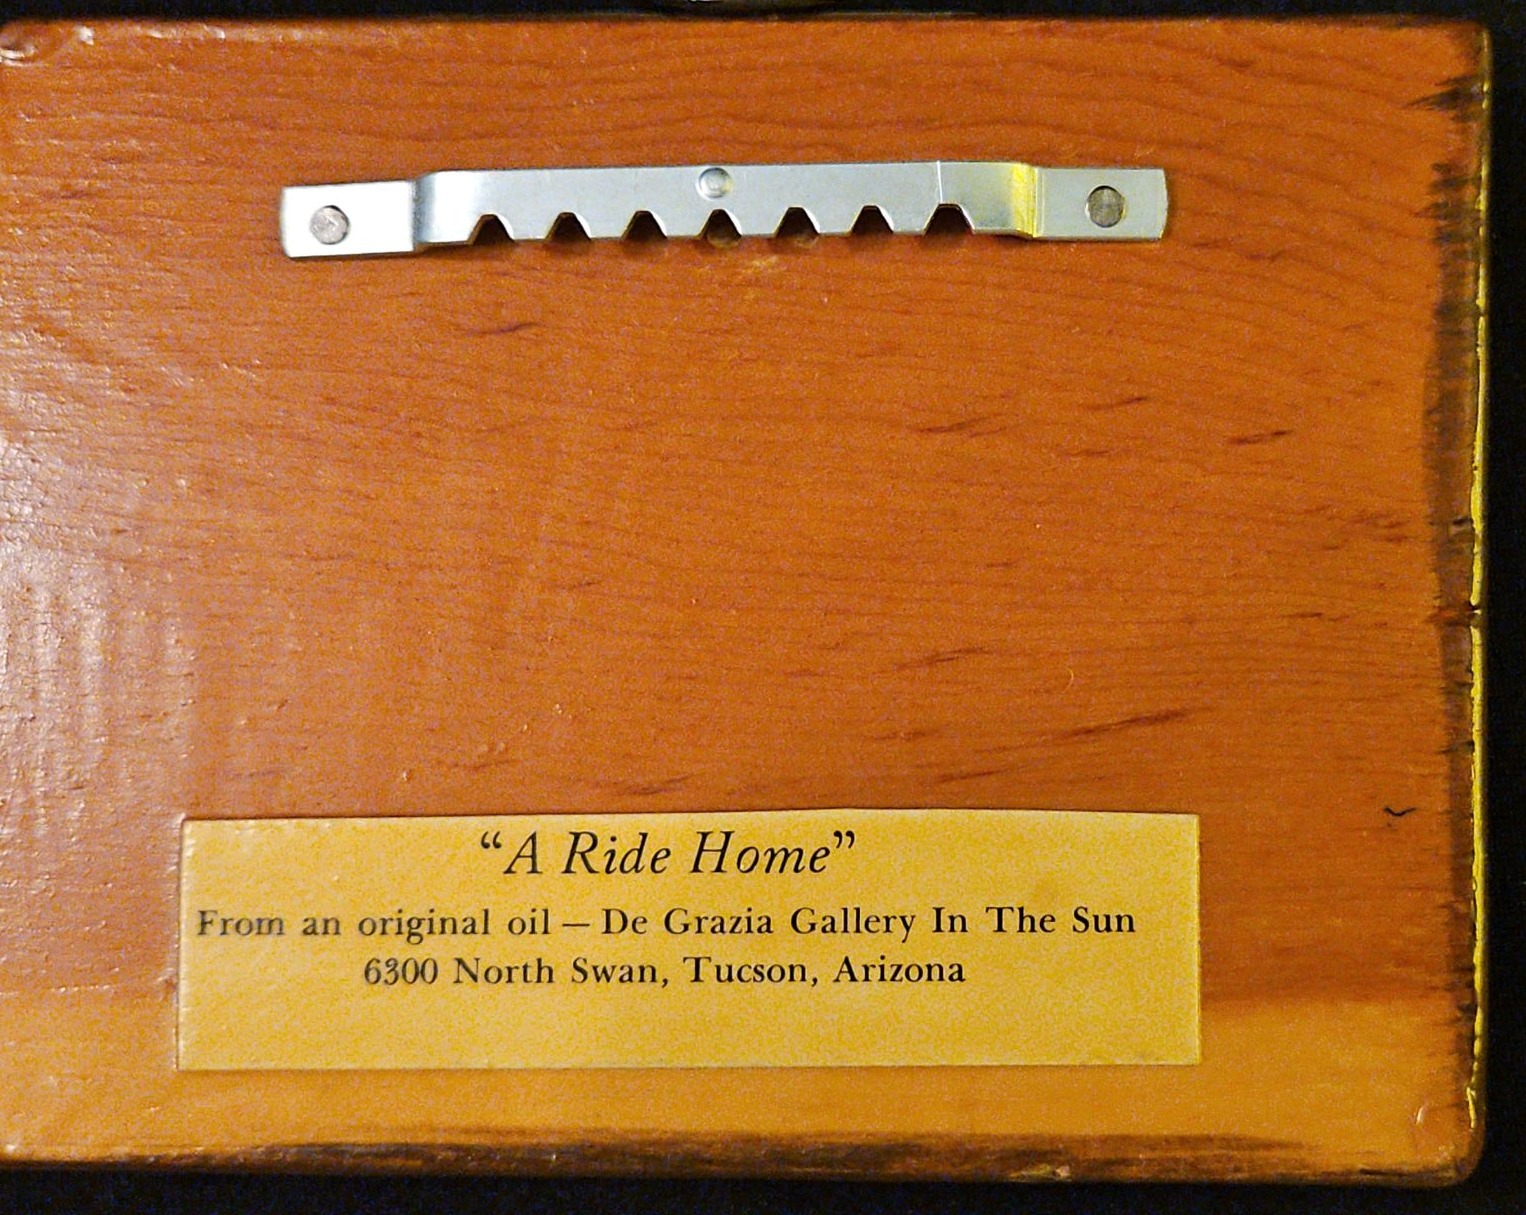 “A Ride Home”
From an original oil — De Grazia Gallery In The Sun
6300 North Swan, Tucson, Arizona